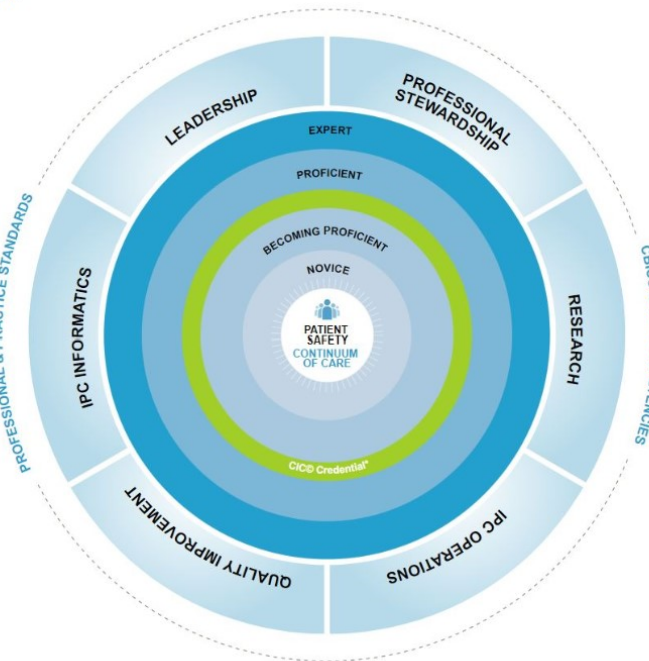 LEADERSHIP
PROFESSIONAL
STEWARDSHIP
EXPERT
PROFICIENT
BECOMING PROFICIENT
NOVICE
PATIENT
SAFETY
CONTINUUM
OF CARE
CIC© Credential*
PROFESSIONAL & PRACTICE STANDARDS
IPC INFORMATICS
RESEARCH
QUALITY IMPROVEMENT
IPC OPERATIONS